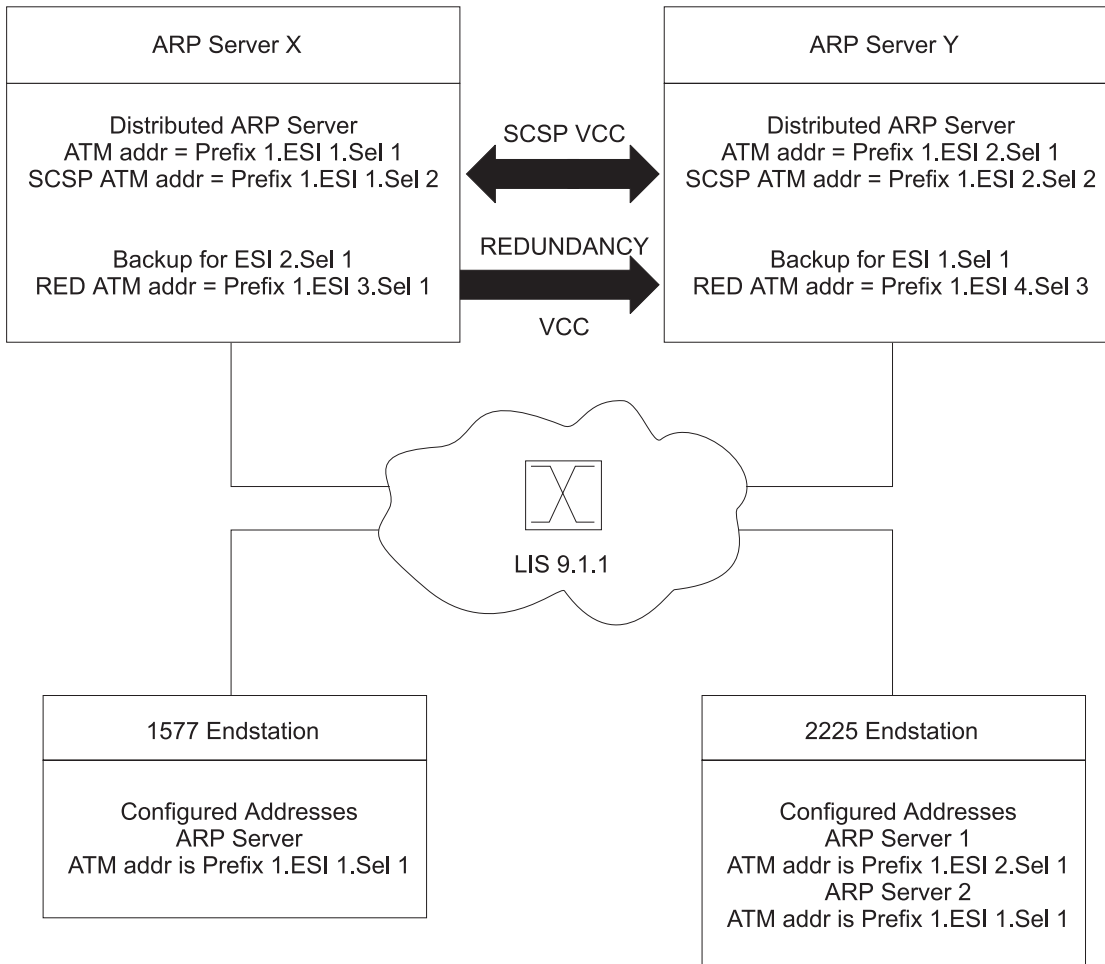 ARP Server X
Distributed ARP Server
ATM addr = Prefix 1.ESI 1.Sel 1
SCSP ATM addr = Prefix 1.ESI 1.Sel 2
Backup for ESI 2.Sel 1
RED ATM addr = Prefix 1.ESI 3.Sel 1
SCSP VCC
REDUNDANCY
VCC
ARP Server Y
Distributed ARP Server
ATM addr = Prefix 1.ESI 2.Sel 1
SCSP ATM addr = Prefix 1.ESI 2.Sel 2
Backup for ESI 1.Sel 1
RED ATM addr = Prefix 1.ESI 4.Sel 3
LIS 9.1.1
1577 Endstation
Configured Addresses
ARP Server
ATM addr is Prefix 1.ESI 1.Sel 1
2225 Endstation
Configured Addresses
ARP Server 1
ATM addr is Prefix 1.ESI 2.Sel 1
ARP Server 2
ATM addr is Prefix 1.ESI 1.Sel 1